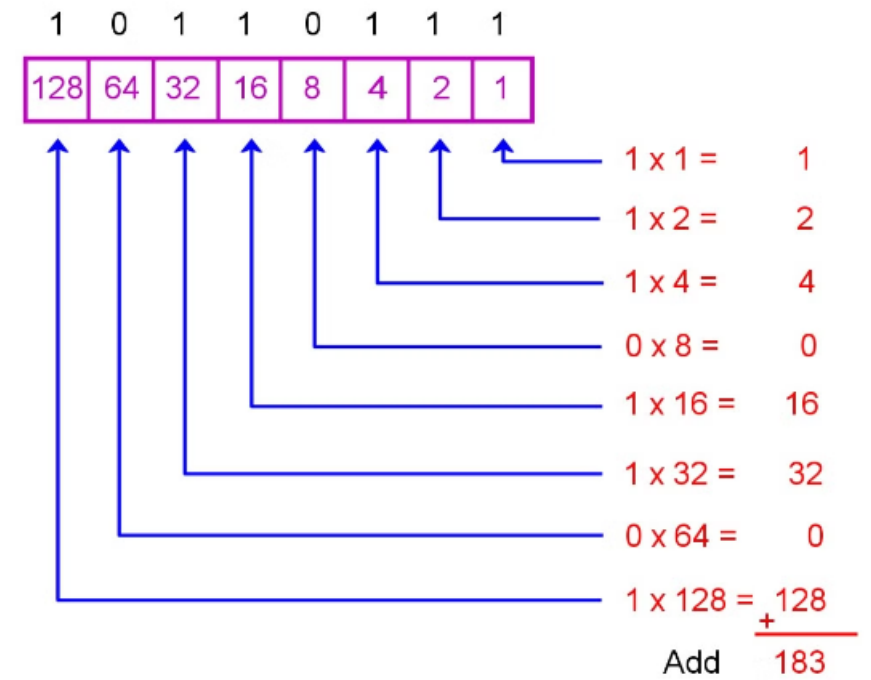 1 0 1 1 0 1 1 1
128 64 32 16 8 4 2 1
1 x 1 = 1
1 x 2 = 2
1 x 4 = 4
0 x 8 = 0
1 x 16 = 16
1 x 32 = 32
0 x 64 = 0
1 x 128 = 128
+
Add 183